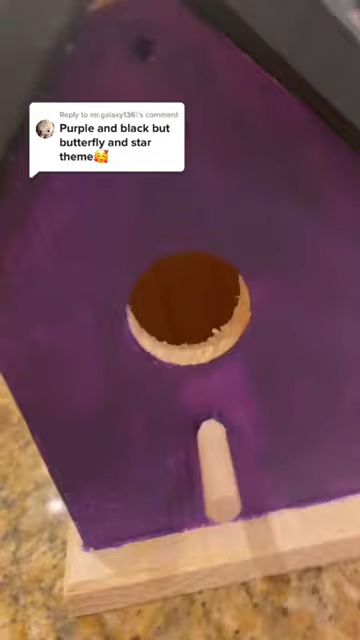 Reply to mr.galaxy136\'s comment
Purple and black but
butterfly and star
theme🥰